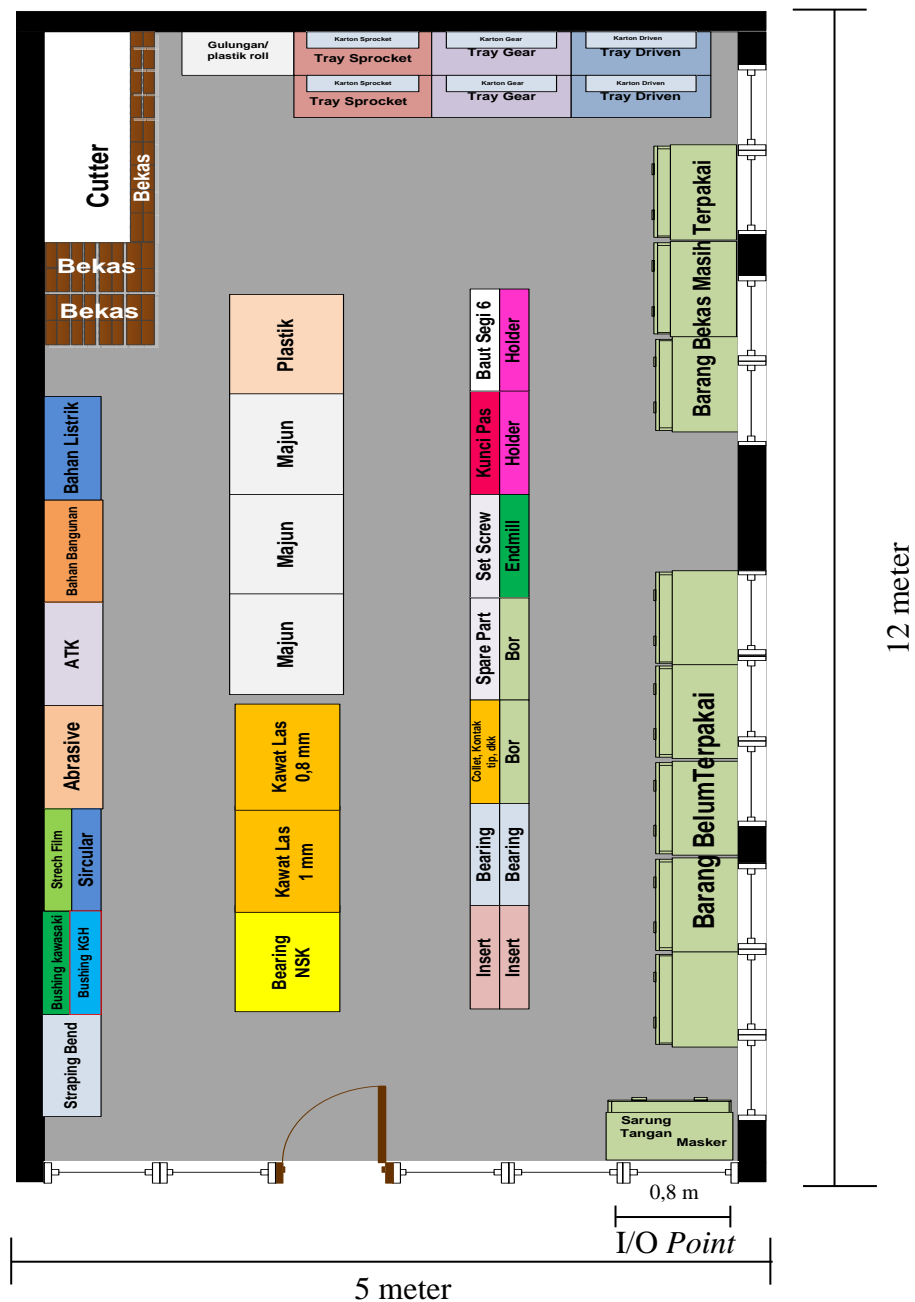 Gulungan/
plastik roll
Karton Sprocket
Tray Sprocket
Karton Gear
Tray Gear
Karton Driven
Tray Driven
Karton Sprocket
Tray Sprocket
Karton Gear
Tray Gear
Karton Driven
Tray Driven
Cutter
Bekas
Bekas
Bekas
Bahan Listrik
Bahan Bangunan
ATK
Abrasive
Strech Film
Sircular
Bushing kawasaki
Bushing KGH
Straping Bend
Plastik
Majun
Majun
Majun
Kawat Las
0,8 mm
Kawat Las
1 mm
Bearing
NSK
Baut Segi 6
Holder
Kunci Pas
Holder
Set Screw
Endmill
Spare Part
Bor
Collet, Kontak
tip, dkk
Bor
Bearing
Bearing
Insert
Insert
Barang Bekas Masih Terpakai
Barang BelumTerpakai
Sarung
Tangan
Masker
0,8 m
I/O Point
5 meter
12 meter